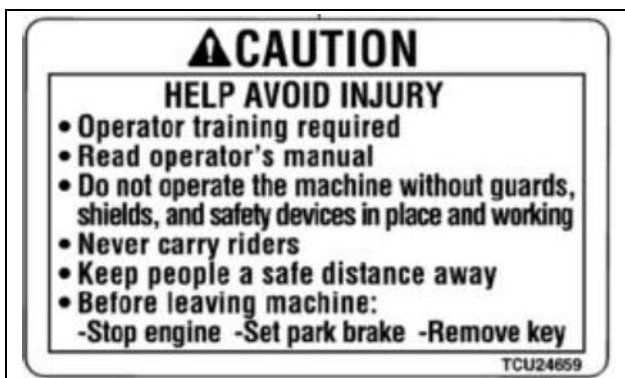 CAUTION
HELP AVOID INJURY
• Operator training required
• Read operator's manual
• Do not operate the machine without guards,
shields, and safety devices in place and working
• Never carry riders
• Keep people a safe distance away
• Before leaving machine:
-Stop engine -Set park brake -Remove key
TCU24659